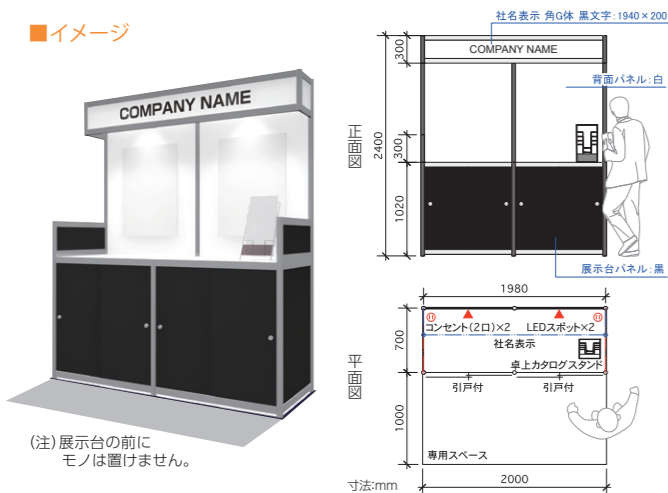 ■イメージ
COMPANY NAME
(注)展示台の前に
モノは置けません。
社名表示 角G体 黒文字:1940×200
300
COMPANY NAME
背面パネル:白
正面図
2400
300
1020
展示台パネル:黒
1980
コンセント(2口)×2 LEDスポット×2
社名表示
700
卓上カタログスタンド
引戸付 引戸付
平面図
1000
専用スペース
寸法:mm
2000